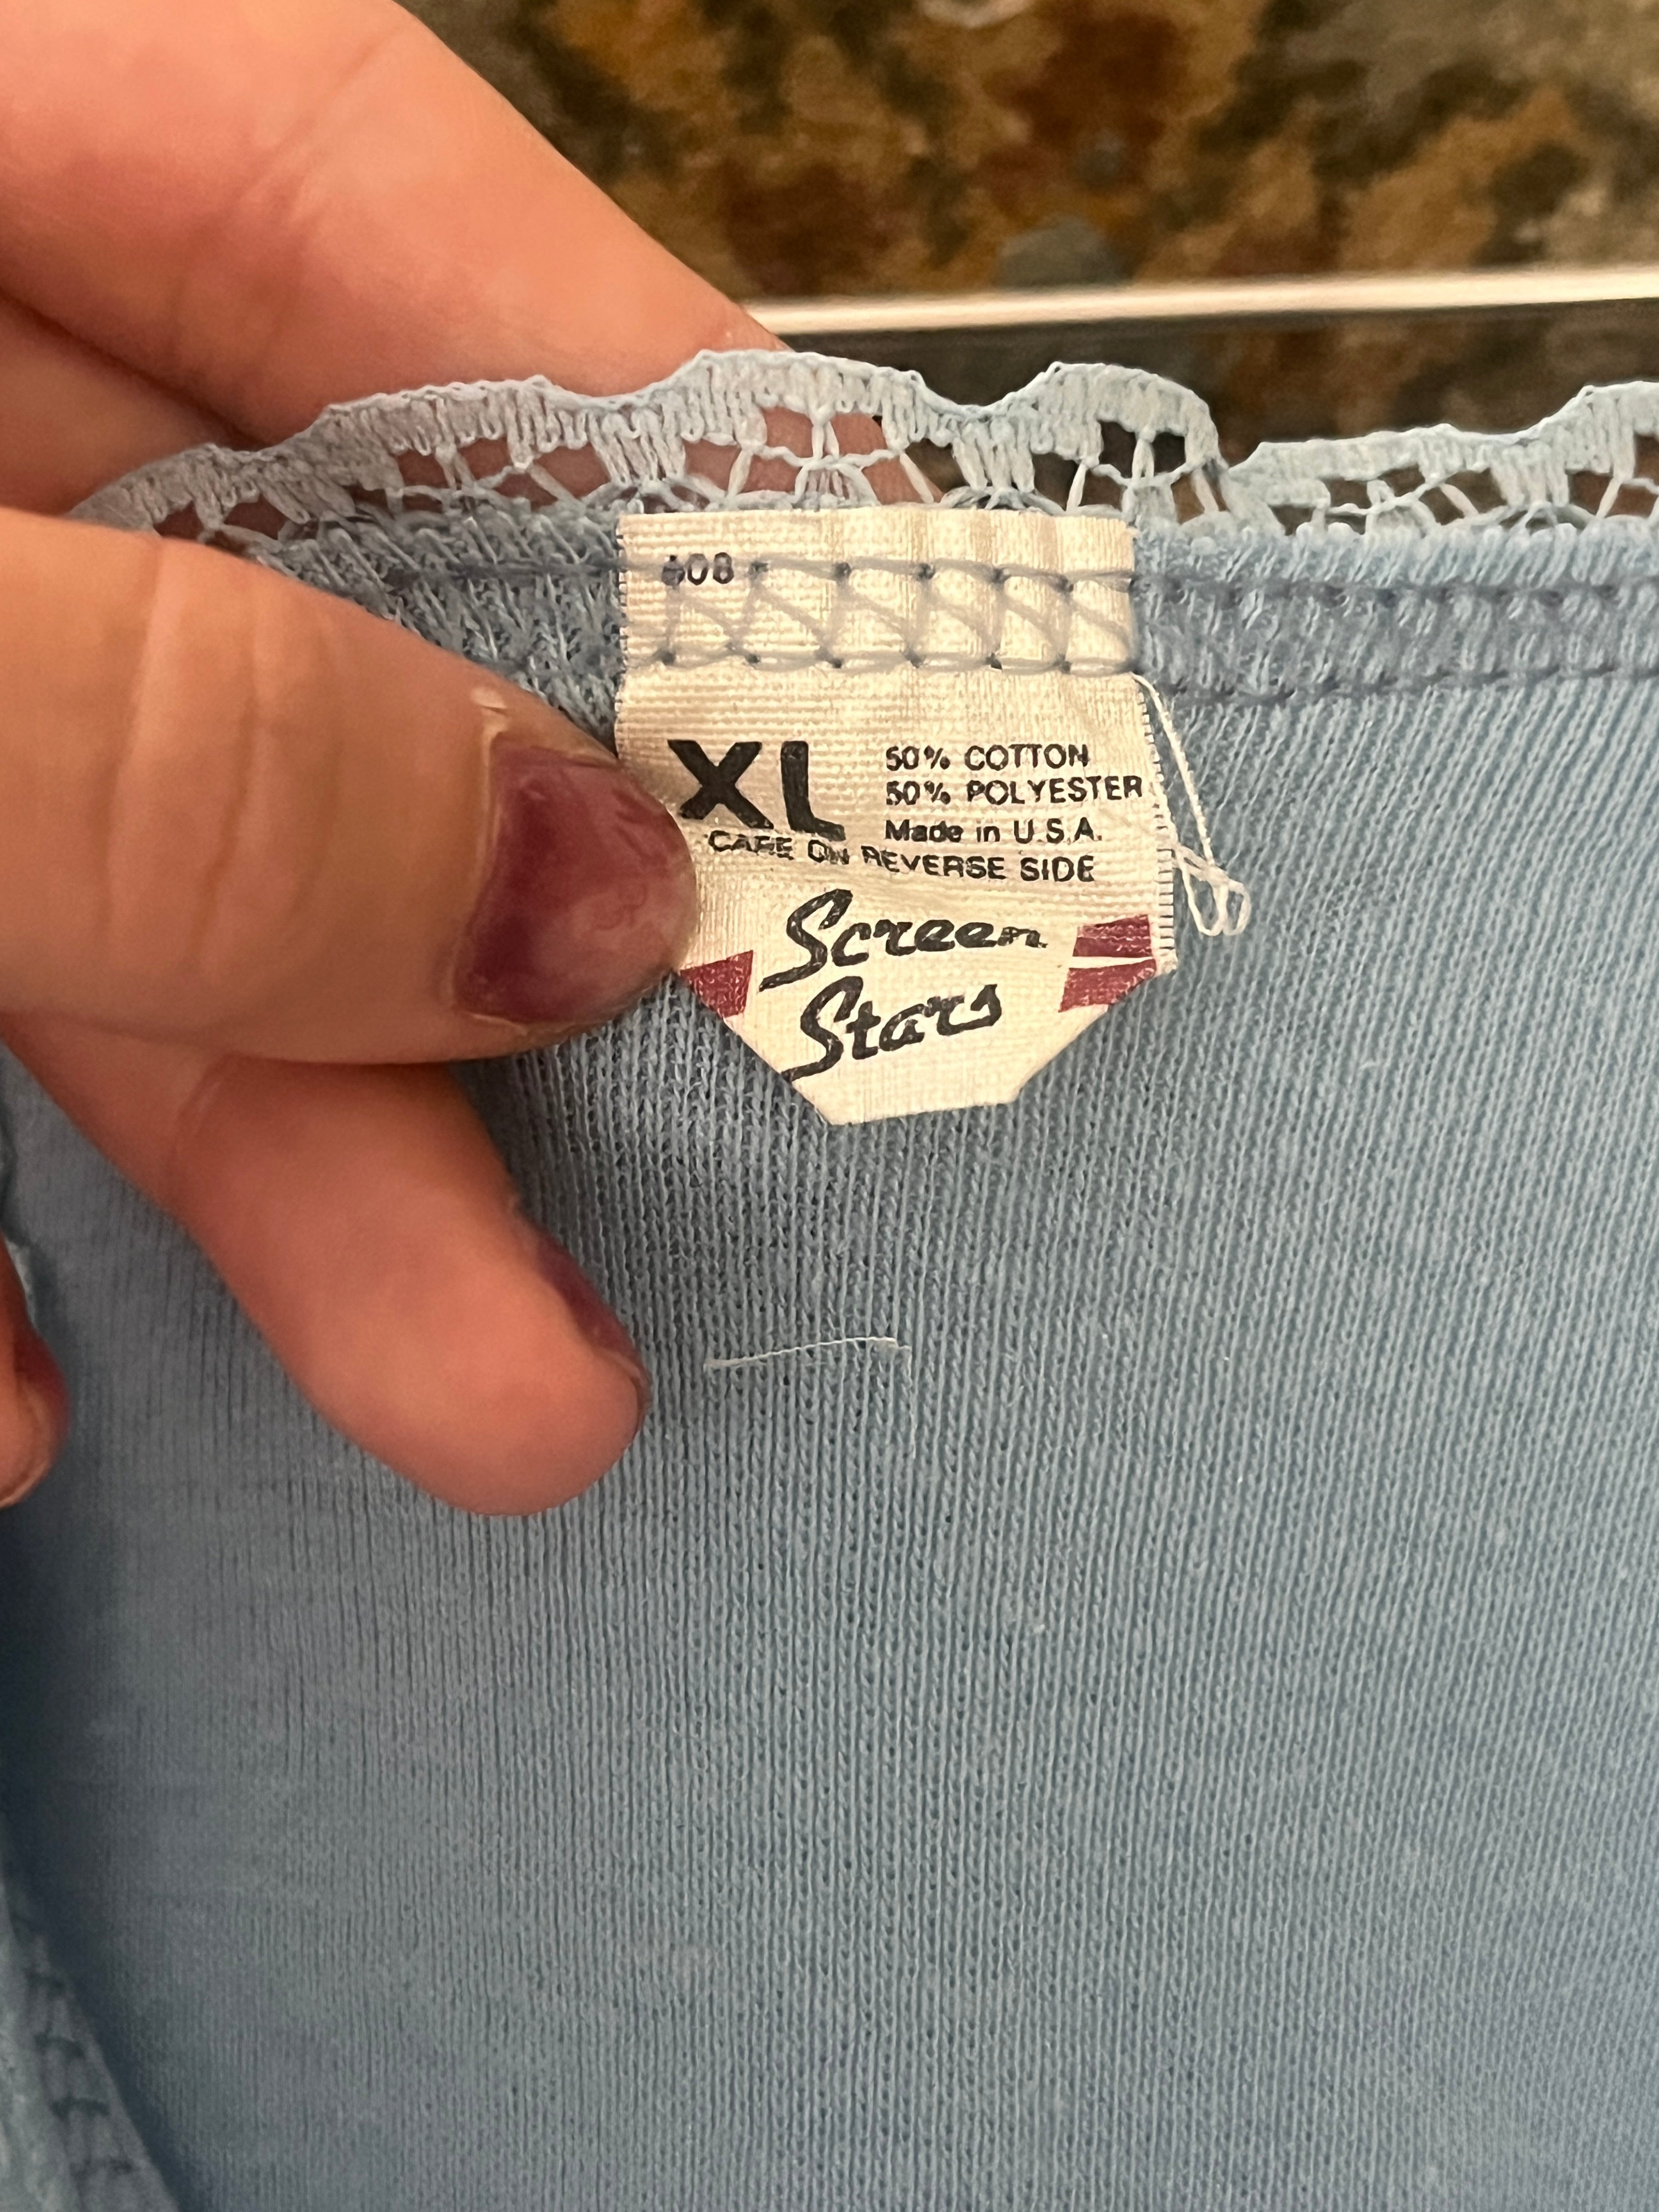 XL
50% COTTON
50% POLYESTER
Made in U.S.A.
CARE ON REVERSE SIDE
Screen
Stars